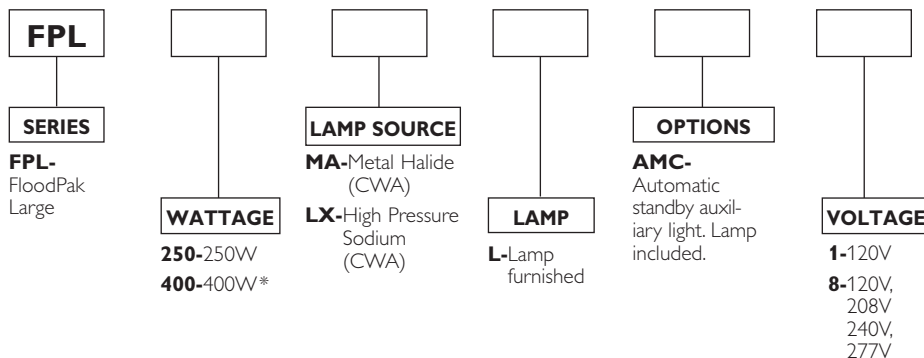 FPL
SERIES
FPL-
FloodPak
Large
WATTAGE
250-250W
400-400W*
LAMP SOURCE
MA-Metal Halide
(CWA)
LX-High Pressure
Sodium
(CWA)
LAMP
L-Lamp
furnished
OPTIONS
AMC-
Automatic
standby auxil-
iary light. Lamp
included.
VOLTAGE
1-120V
8-120V,
208V
240V,
277V